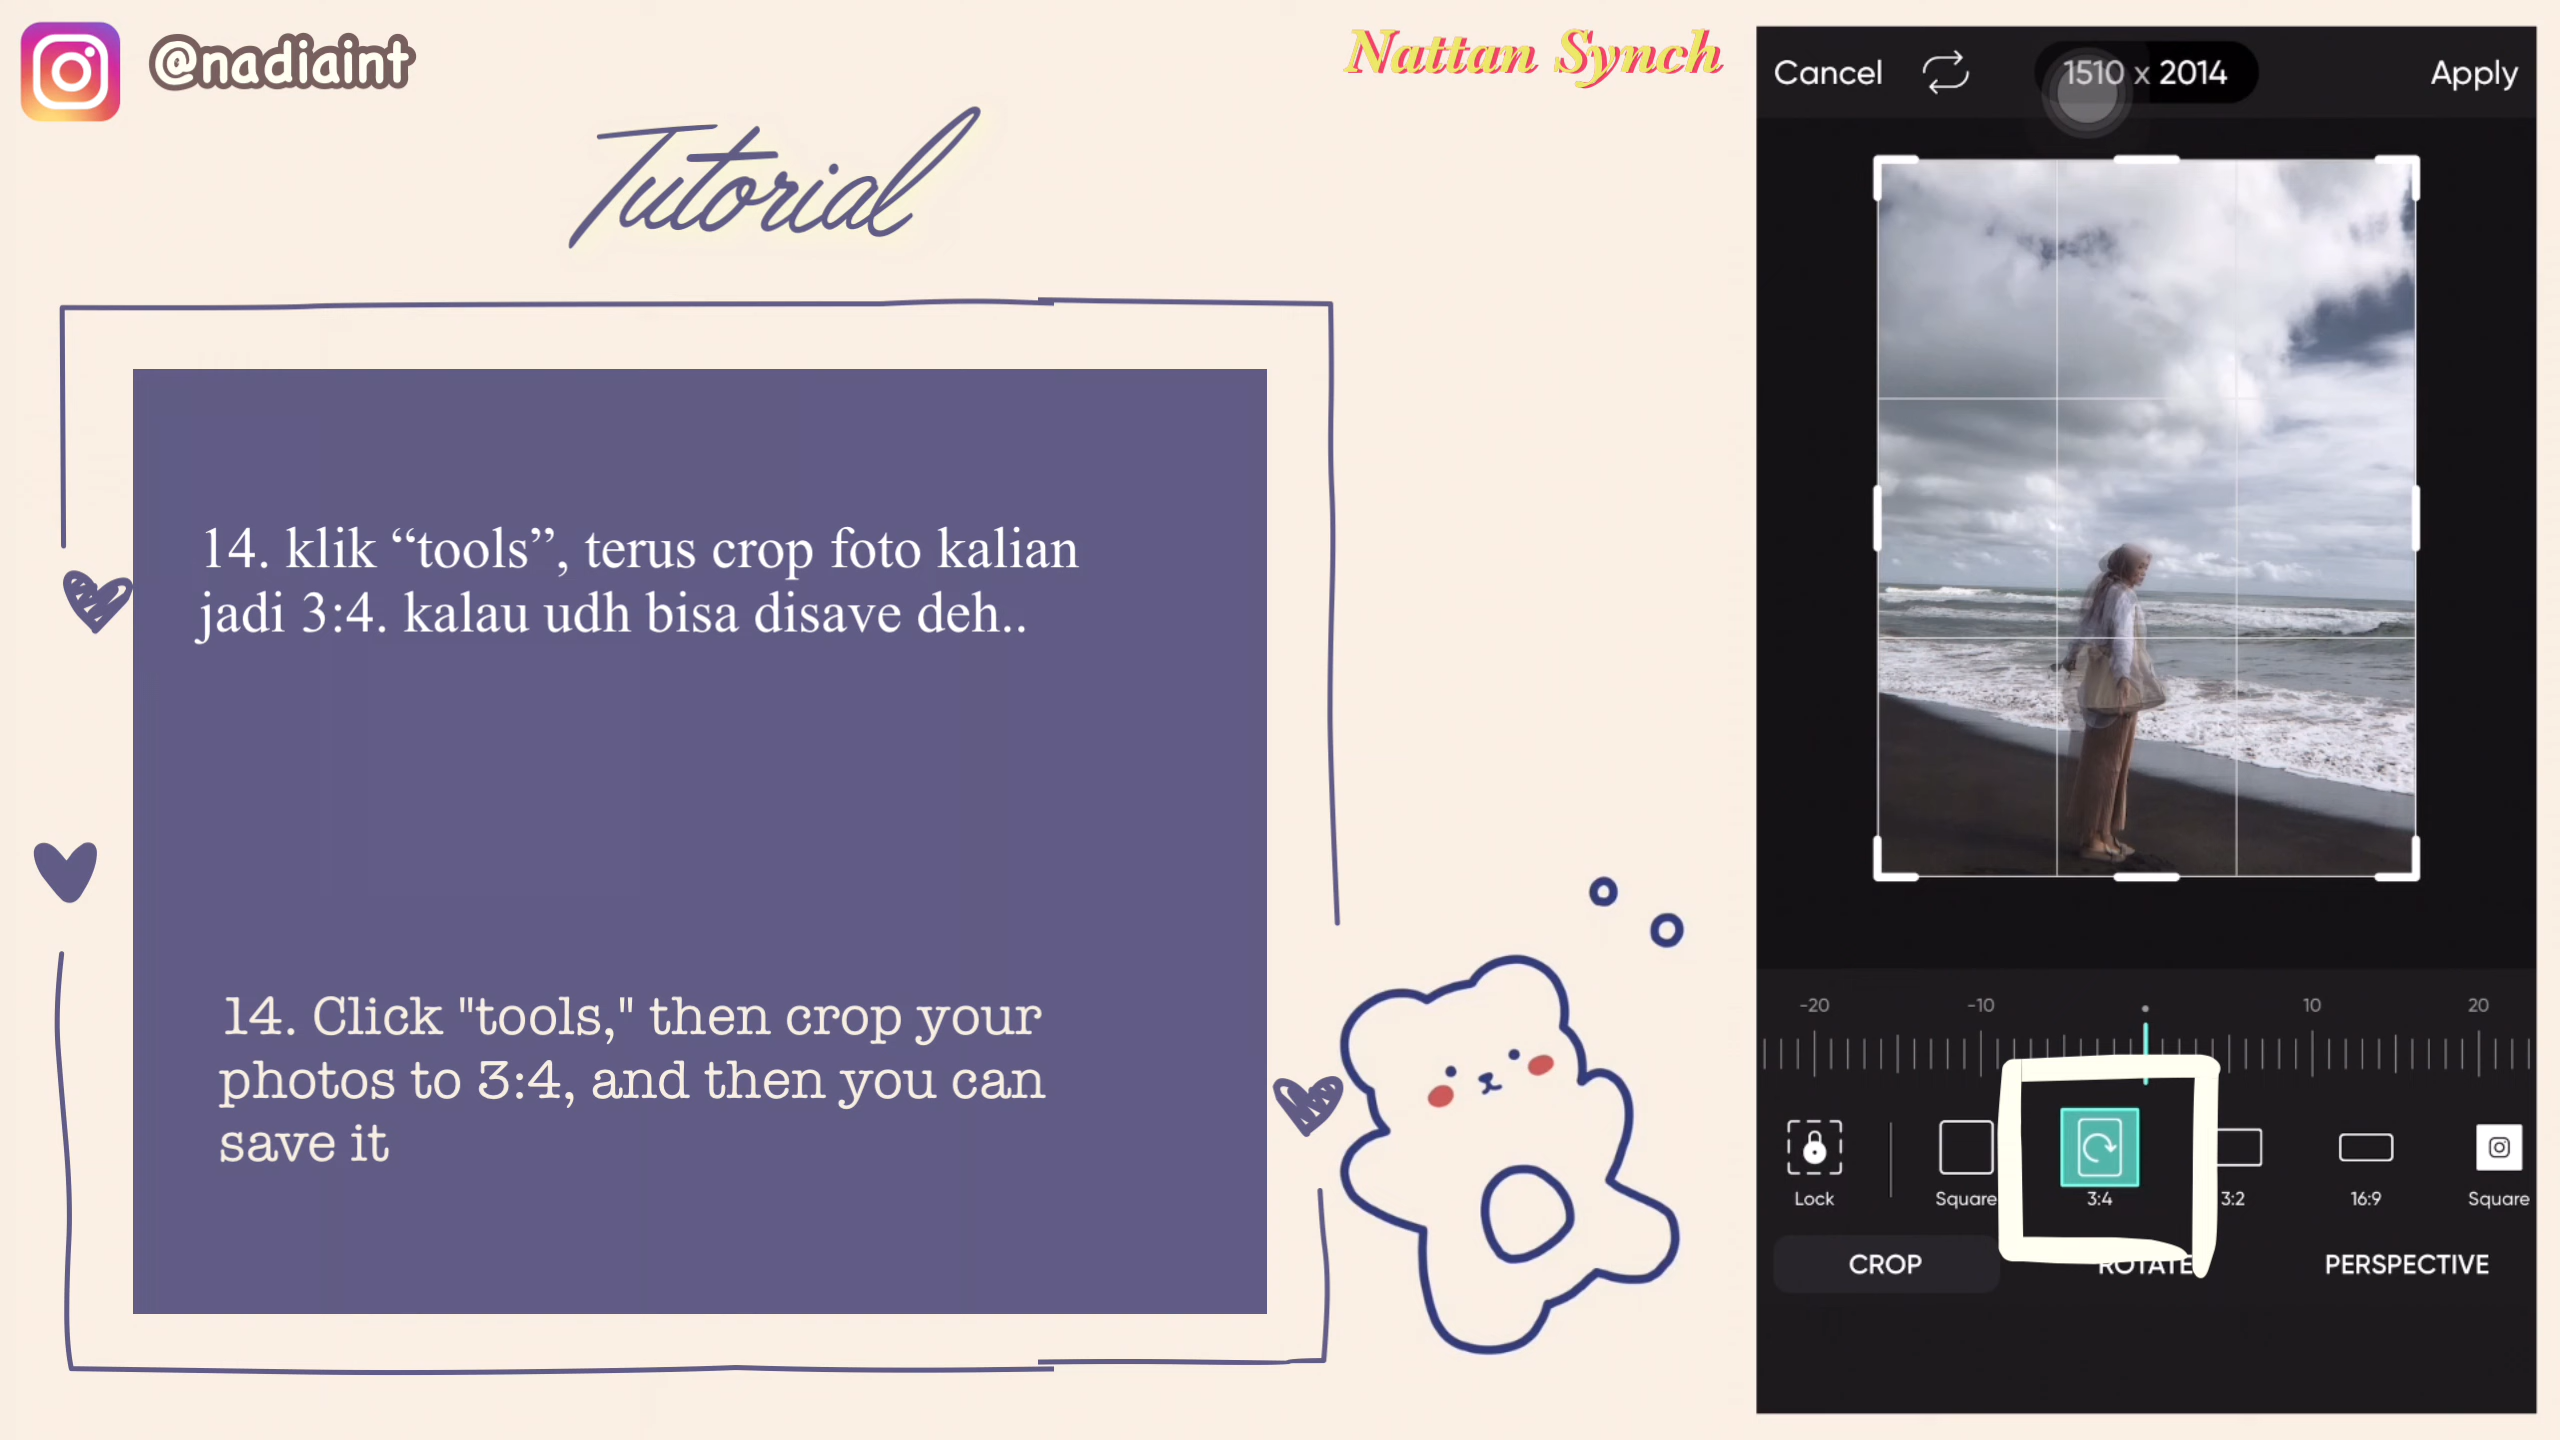 @nadiaint
Nattan Synch
Tutorial
14. klik “tools”, terus crop foto kalian
jadi 3:4. kalau udh bisa disave deh..
14. Click "tools," then crop your
photos to 3:4, and then you can
save it
Cancel
1510 x 2014
Apply
-20
-10
10
20
Lock
Square
3:4
3:2
16:9
Square
CROP
ROTATE
PERSPECTIVE